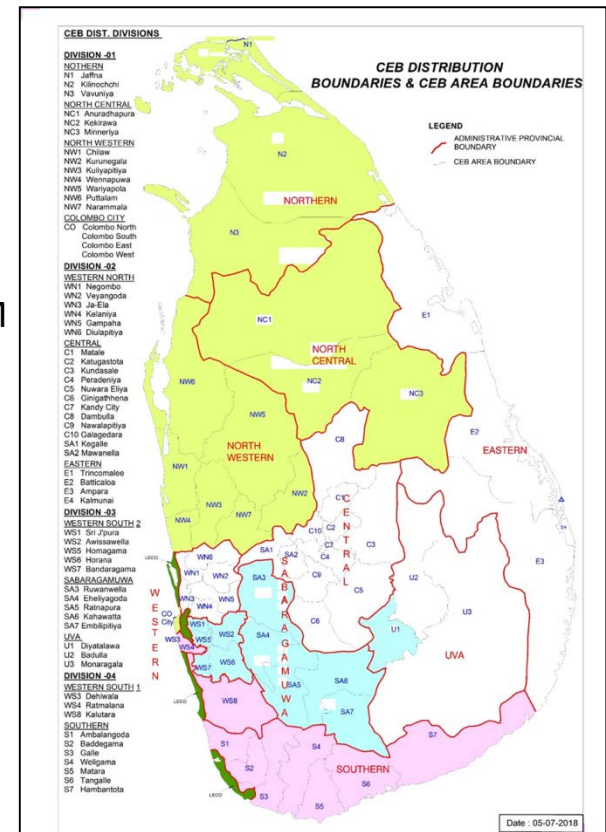 CEB DIST. DIVISIONS
DIVISION -01
NOTHERN
N1 Jaffna
N2 Kilinochchi
N3 Vavuniya
NORTH CENTRAL
NC1 Anuradhapura
NC2 Kekirawa
NC3 Minneriya
NORTH WESTERN
NW1 Chilaw
NW2 Kurunegala
NW3 Kuliyapitiya
NW4 Wennapuwa
NW5 Wariyapola
NW6 Puttalam
NW7 Narammala
COLOMBO CITY
CO Colombo North
Colombo South
Colombo East
Colombo West
DIVISION -02
WESTERN NORTH
WN1 Negombo
WN2 Veyangoda
WN3 Ja-Ela
WN4 Kelaniya
WN5 Gampaha
WN6 Diulapitiya
CENTRAL
C1 Matale
C2 Katugastota
C3 Kundasale
C4 Peradeniya
C5 Nuwara Eliya
C6 Ginigathhena
C7 Kandy City
C8 Dambulla
C9 Nawalapitiya
C10 Galagedara
SA1 Kegalle
SA2 Mawanella
EASTERN
E1 Trincomalee
E2 Batticaloa
E3 Ampara
E4 Kalmunai
DIVISION -03
WESTERN SOUTH 2
WS1 Sri J'pura
WS2 Awissawella
WS5 Homagama
WS6 Horana
WS7 Bandaragama
SABARAGAMUWA
SA3 Ruwanwella
SA4 Eheliyagoda
SA5 Ratnapura
SA6 Kahawatta
SA7 Embilipitiya
UVA
U1 Diyatalawa
U2 Badulla
U3 Monaragala
DIVISION -04
WESTERN SOUTH 1
WS3 Dehiwala
WS4 Ratmalana
WS8 Kalutara
SOUTHERN
S1 Ambalangoda
S2 Baddegama
S3 Galle
S4 Weligama
S5 Matara
S6 Tangalle
S7 Hambantota
CEB DISTRIBUTION
BOUNDARIES & CEB AREA BOUNDARIES
LEGEND
ADMINISTRATIVE PROVINCIAL
BOUNDARY
CEB AREA BOUNDARY
N1
N2
NORTHERN
N3
E1
NC1
NORTH
CENTRAL
NC2
NC3
NW6
NW5
C8
E2
EASTERN
NORTH
WESTERN
NW1
NW2
NW3
NW7
NW4
C1
C2
C10
C7
C4
C3
C9
C5
C6
CENTRAL
E4
E3
LECO
WN6
WN1
WN2
WN3
WN5
WN4
SA1
SA2
SA3
SABARAGAMUWA
U2
U3
U1
UVA
WESTERN
CO
City
WS1
WS2
WS3
WS5
WS4
WS6
WS7
SA4
SA5
SA6
SA7
LECO
WS8
S1
S2
S3
S4
S5
S6
S7
SOUTHERN
LECO
Date : 05-07-2018